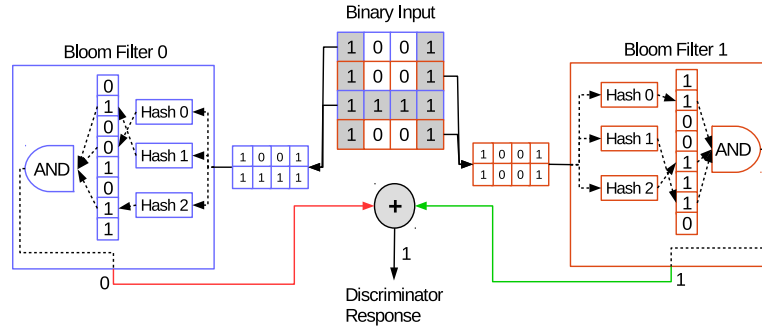 Binary Input
Bloom Filter 0
Bloom Filter 1
1 0 0 1
1 0 0 1
1 1 1 1
1 0 0 1
0
1
0
0
1
0
1
1
Hash 0
Hash 1
Hash 2
AND
1 0 0 1
1 1 1 1
1 0 0 1
1 0 0 1
Hash 0
Hash 1
Hash 2
1
1
0
0
1
1
1
0
AND
+
0
1
1
Discriminator
Response